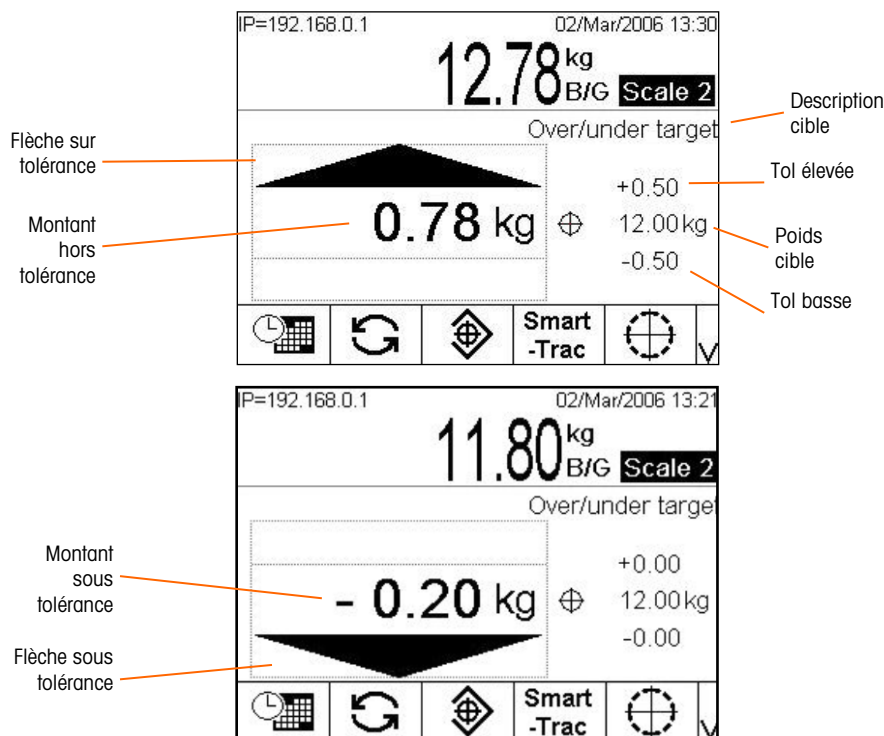 IP=192.168.0.1 02/Mar/2006 13:30
12.78 kg
B/G Scale 2
Over/under target
Description
cible
Flèche sur
tolérance
+0.50
Tol élevée
Montant
hors
tolérance
0.78 kg
12.00 kg
Poids
cible
-0.50
Tol basse
Smart
-Trac
IP=192.168.0.1 02/Mar/2006 13:21
11.80 kg
B/G Scale 2
Over/under target
Montant
sous
tolérance
+0.00
- 0.20 kg
12.00 kg
-0.00
Flèche sous
tolérance
Smart
-Trac